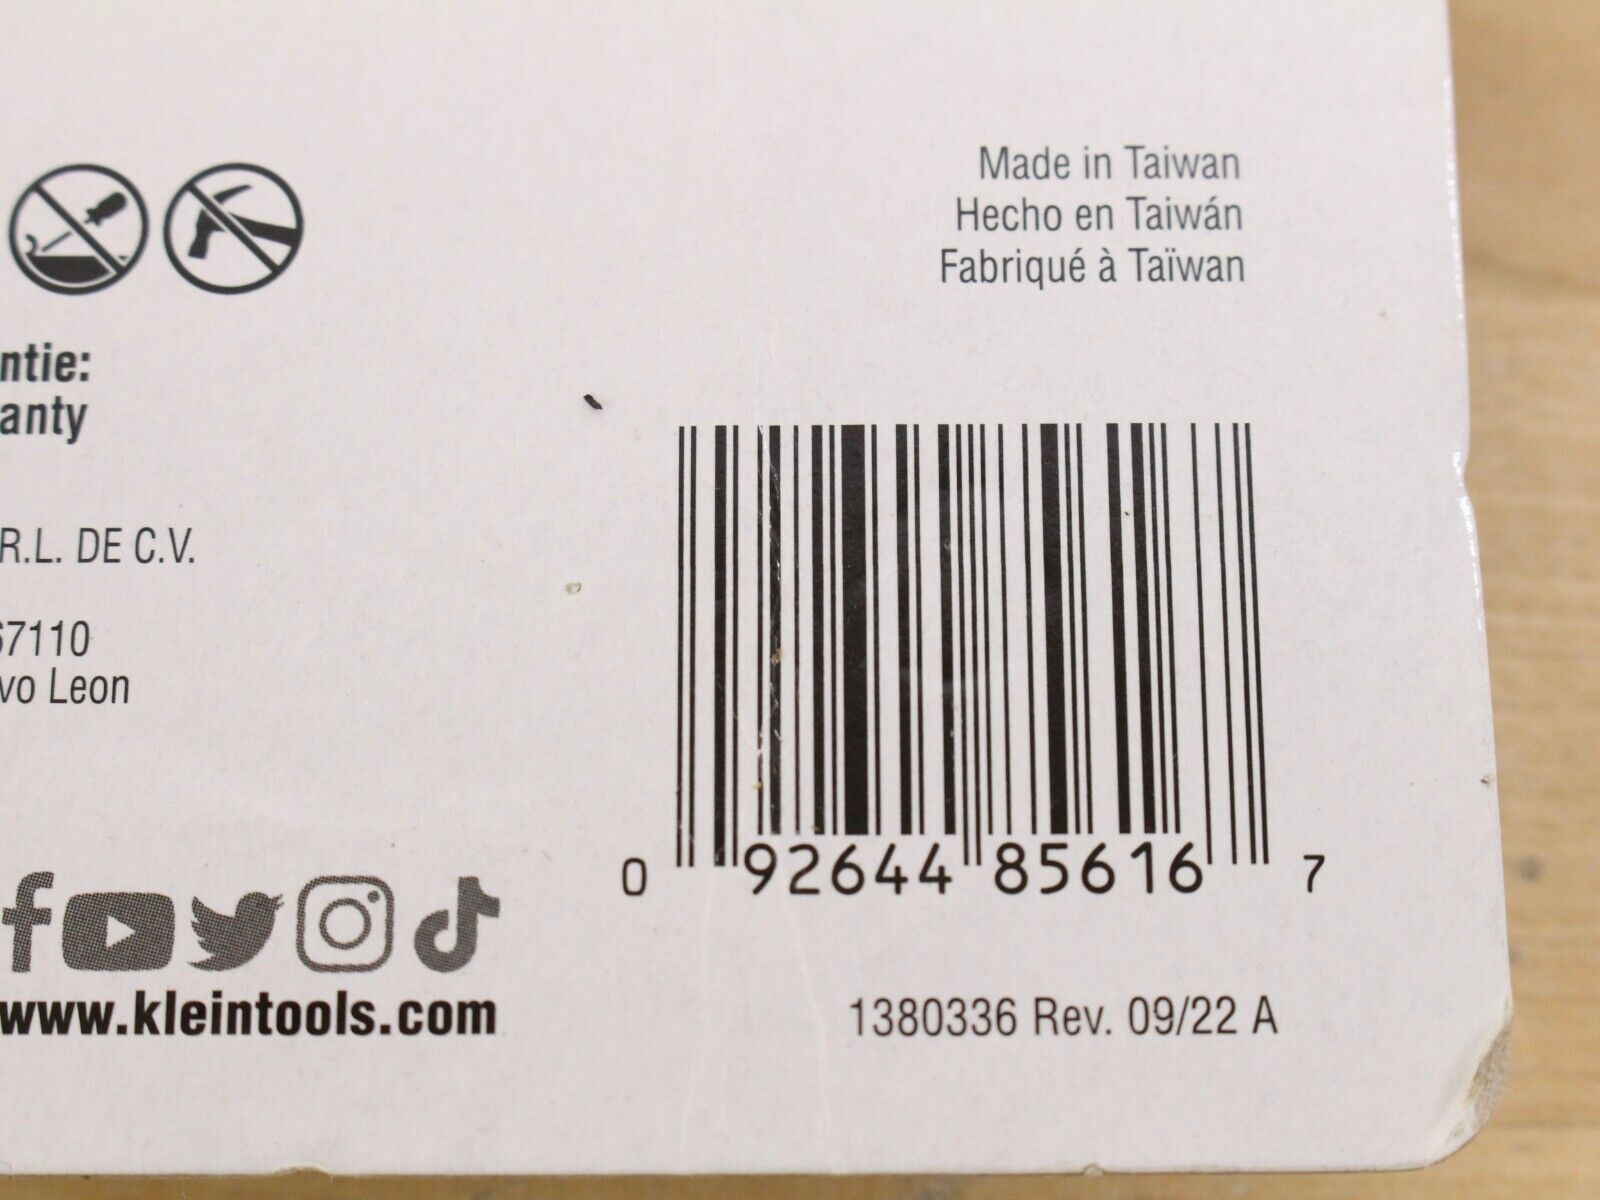 Made in Taiwan
Hecho en Taiwán
Fabriqué à Taïwan
ntie:
anty
R.L. DE C.V.
67110
vo Leon
0 92644 85616 7
www.kleintools.com
1380336 Rev. 09/22 A